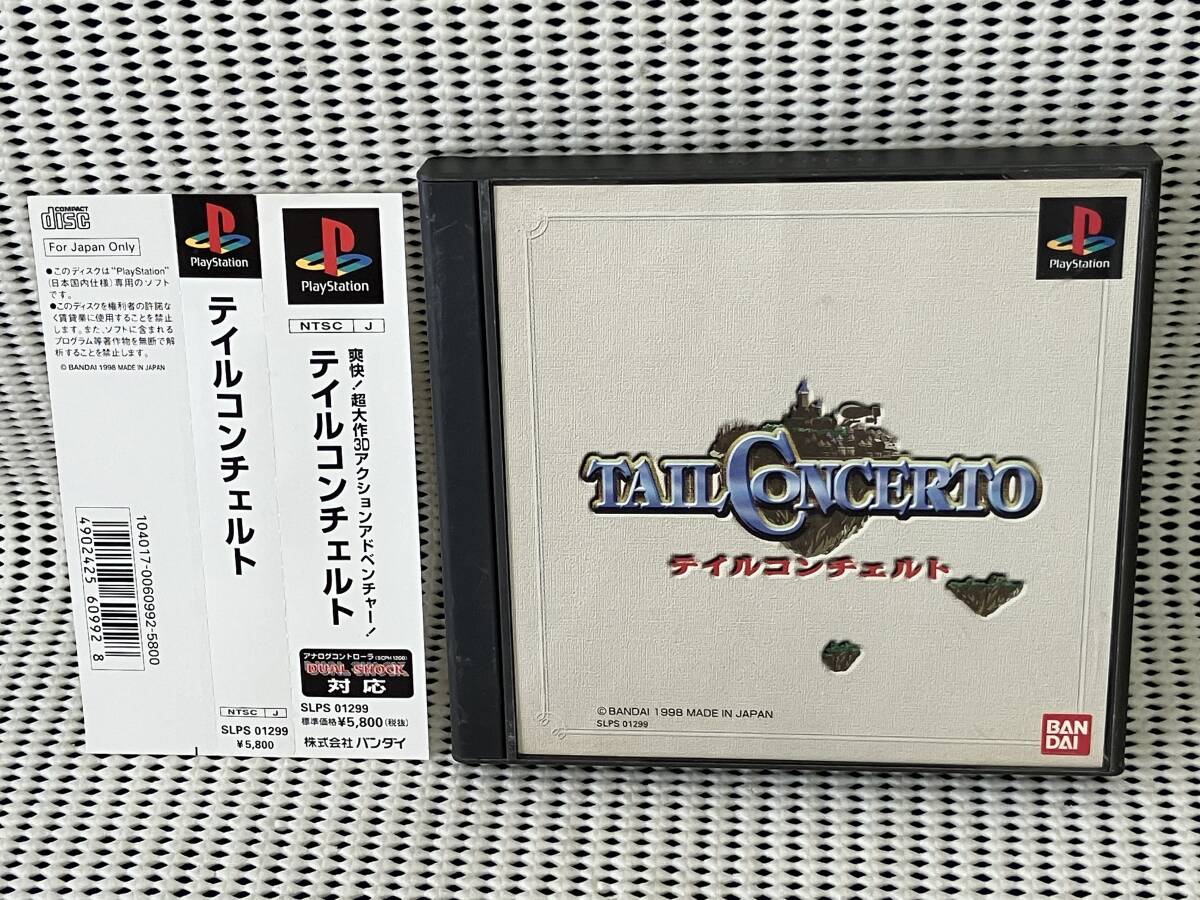 COMPACT
disc
For Japan Only
●このディスクは"PlayStation"
(日本国内仕様)専用のソフト
です。
●このディスクを権利者の許諾な
く賃貸業に使用することを禁止
します。また、ソフトに含まれる
プログラム等著作物を無断で解
析することを禁止します。
© BANDAI 1998 MADE IN JAPAN
104017-0060992-5800
4902425 609928
PlayStation
テイルコンチェルト
NTSC J
SLPS 01299
¥5,800
PlayStation
NTSC J
爽快!超大作3Dアクションアドベンチャー!
テイルコンチェルト
アナログコントローラ(SCPH1200)
DUAL SHOCK
対応
SLPS 01299
標準価格¥5,800(税抜)
株式会社 バンダイ
PlayStation
TAIL CONCERTO
テイルコンチェルト
© BANDAI 1998 MADE IN JAPAN
SLPS 01299
BAN
DAI